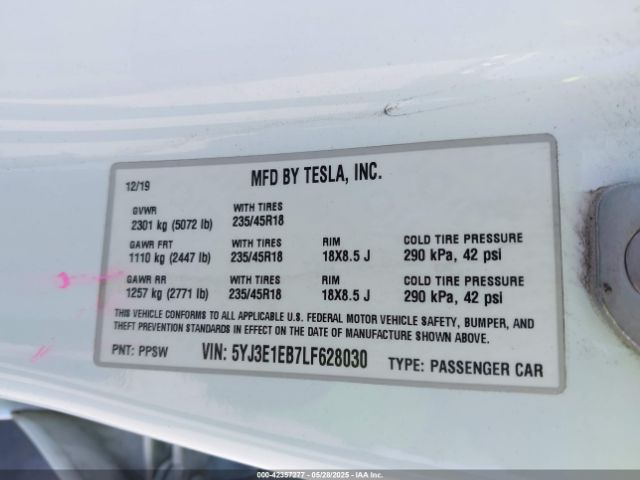 MFD BY TESLA, INC.
12/19
GVWR WITH TIRES
2301 kg (5072 lb) 235/45R18
GAWR FRT WITH TIRES RIM COLD TIRE PRESSURE
1110 kg (2447 lb) 235/45R18 18X8.5 J 290 kPa, 42 psi
GAWR RR WITH TIRES RIM COLD TIRE PRESSURE
1257 kg (2771 lb) 235/45R18 18X8.5 J 290 kPa, 42 psi
THIS VEHICLE CONFORMS TO ALL APPLICABLE U.S. FEDERAL MOTOR VEHICLE SAFETY, BUMPER, AND
THEFT PREVENTION STANDARDS IN EFFECT ON THE DATE OF MANUFACTURE SHOWN ABOVE.
PNT: PPSW VIN: 5YJ3E1EB7LF628030 TYPE: PASSENGER CAR
000-42357277 - 05/28/2025 - IAA Inc.